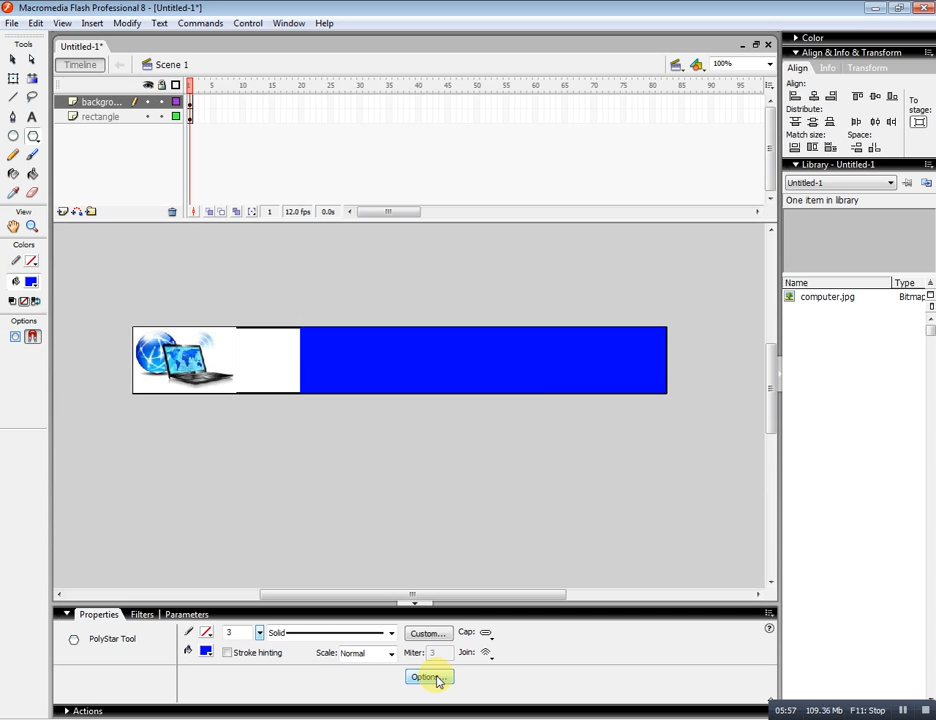 Macromedia Flash Professional 8 - [Untitled-1*]
File Edit View Insert Modify Text Commands Control Window Help
Tools
View
Colors
Options
Untitled-1*
Timeline
Scene 1
100%
1 5 10 15 20 25 30 35 40 45 50 55 60 65 70 75 80 85 90 95
backgro...
rectangle
1 12.0 fps 0.0s
Color
Align & Info & Transform
Align Info Transform
Align:
Distribute:
Match size: Space:
To stage:
Library - Untitled-1
Untitled-1
One item in library
Name Type
computer.jpg Bitmap
Properties Filters Parameters
PolyStar Tool
3 Solid Custom... Cap:
Stroke hinting Scale: Normal Miter: 3 Join:
Options...
Actions
05:57 109.36 Mb F11: Stop